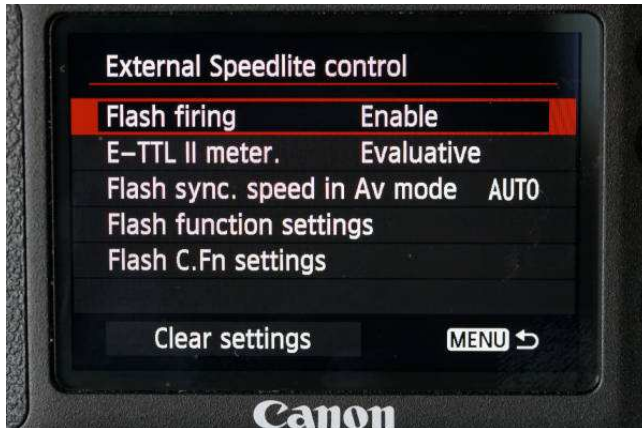 External Speedlite control
Flash firing Enable
E-TTL II meter. Evaluative
Flash sync. speed in Av mode AUTO
Flash function settings
Flash C.Fn settings
Clear settings MENU
Canon